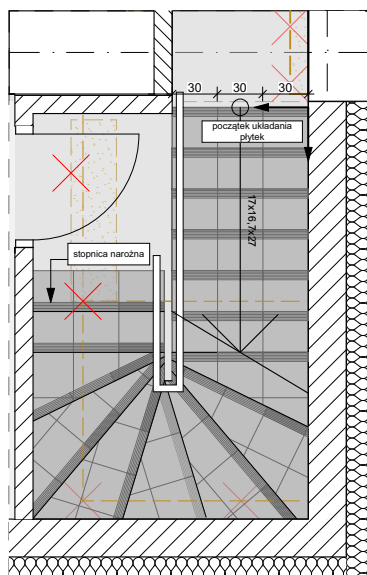 30 30 30
początek układania
płytek
17x16,7x27
stopnica narożna